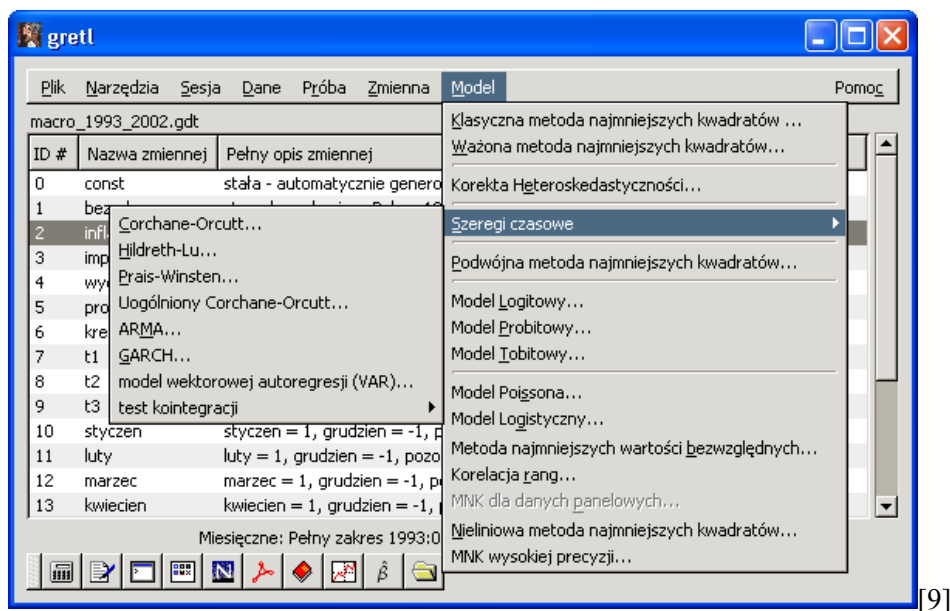 gretl
Plik Narzędzia Sesja Dane Próba Zmienna Model Pomoc
macro_1993_2002.gdt
ID # Nazwa zmiennej Pełny opis zmiennej
0 const stała - automatycznie genero
1 bez
2 infl
3 imp
4 wy
5 pro
6 kre
7 t1
8 t2
9 t3
10 styczen styczen = 1, grudzien = -1, p
11 luty luty = 1, grudzien = -1, pozo
12 marzec marzec = 1, grudzien = -1, p
13 kwiecien kwiecien = 1, grudzien = -1,
Miesięczne: Pełny zakres 1993:0
Klasyczna metoda najmniejszych kwadratów ...
Ważona metoda najmniejszych kwadratów...
Korekta Heteroskedastyczności...
Szeregi czasowe
Podwójna metoda najmniejszych kwadratów...
Model Logitowy...
Model Probitowy...
Model Tobitowy...
Model Poissona...
Model Logistyczny...
Metoda najmniejszych wartości bezwzględnych...
Korelacja rang...
MNK dla danych panelowych...
Nieliniowa metoda najmniejszych kwadratów...
MNK wysokiej precyzji...
Corchane-Orcutt...
Hildreth-Lu...
Prais-Winsten...
Uogólniony Corchane-Orcutt...
ARMA...
GARCH...
model wektorowej autoregresji (VAR)...
test kointegracji
β̂
[9]